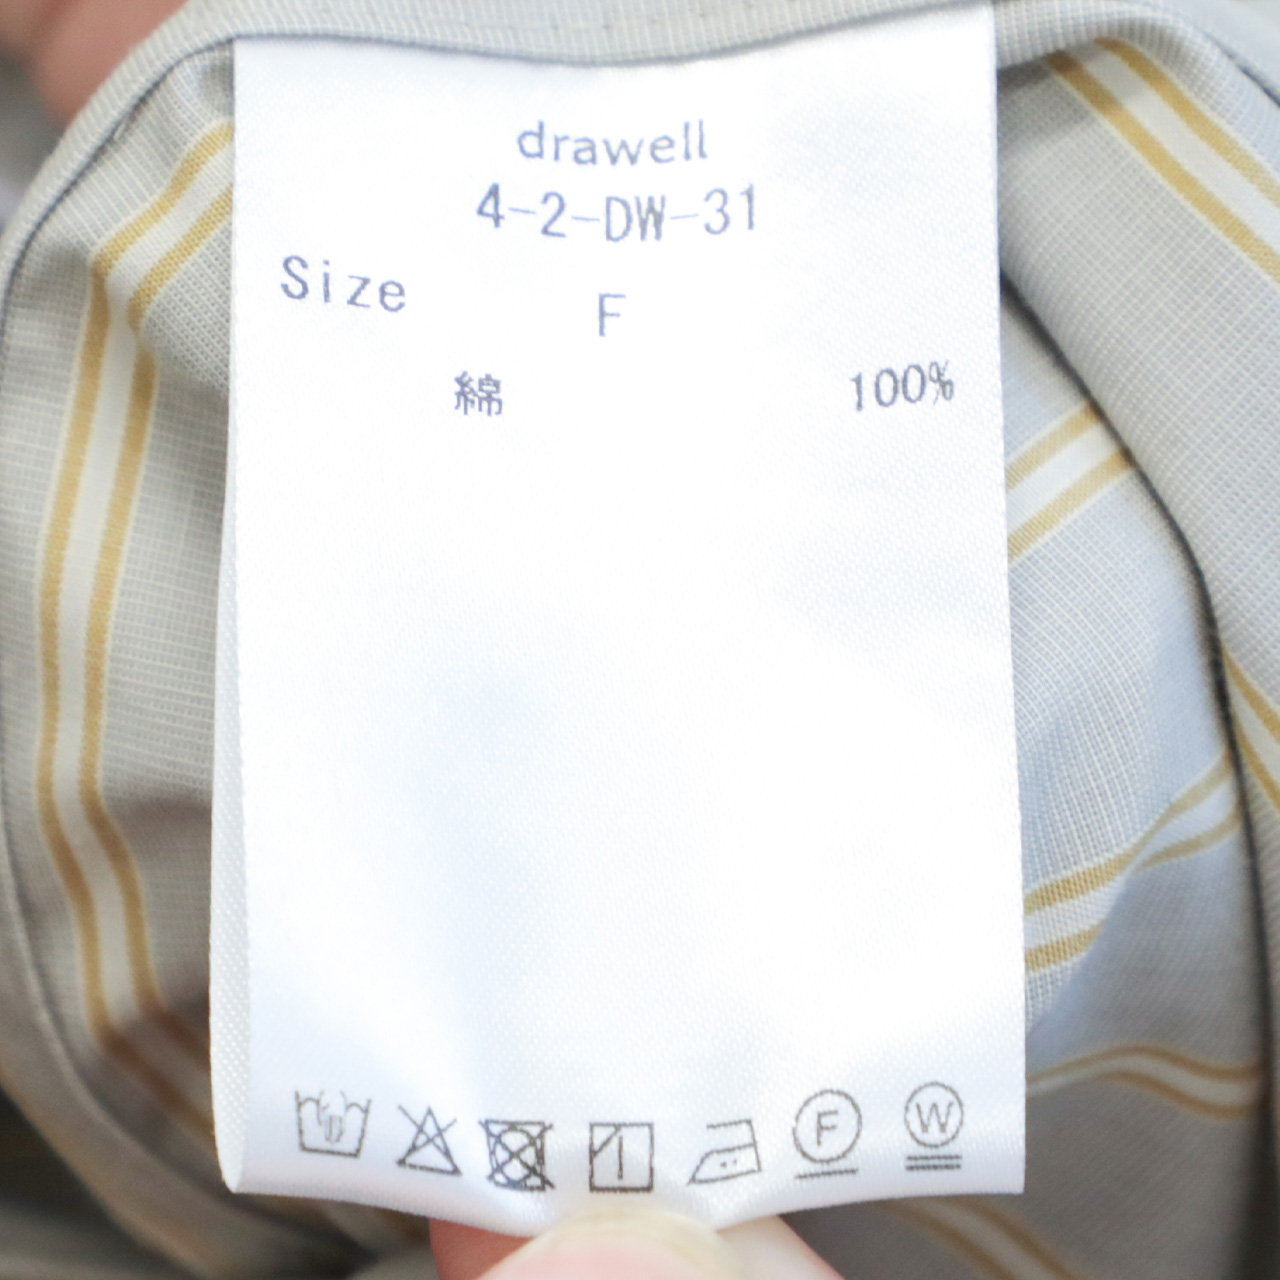 drawell
4-2-DW-31
Size F
綿 100%
F W